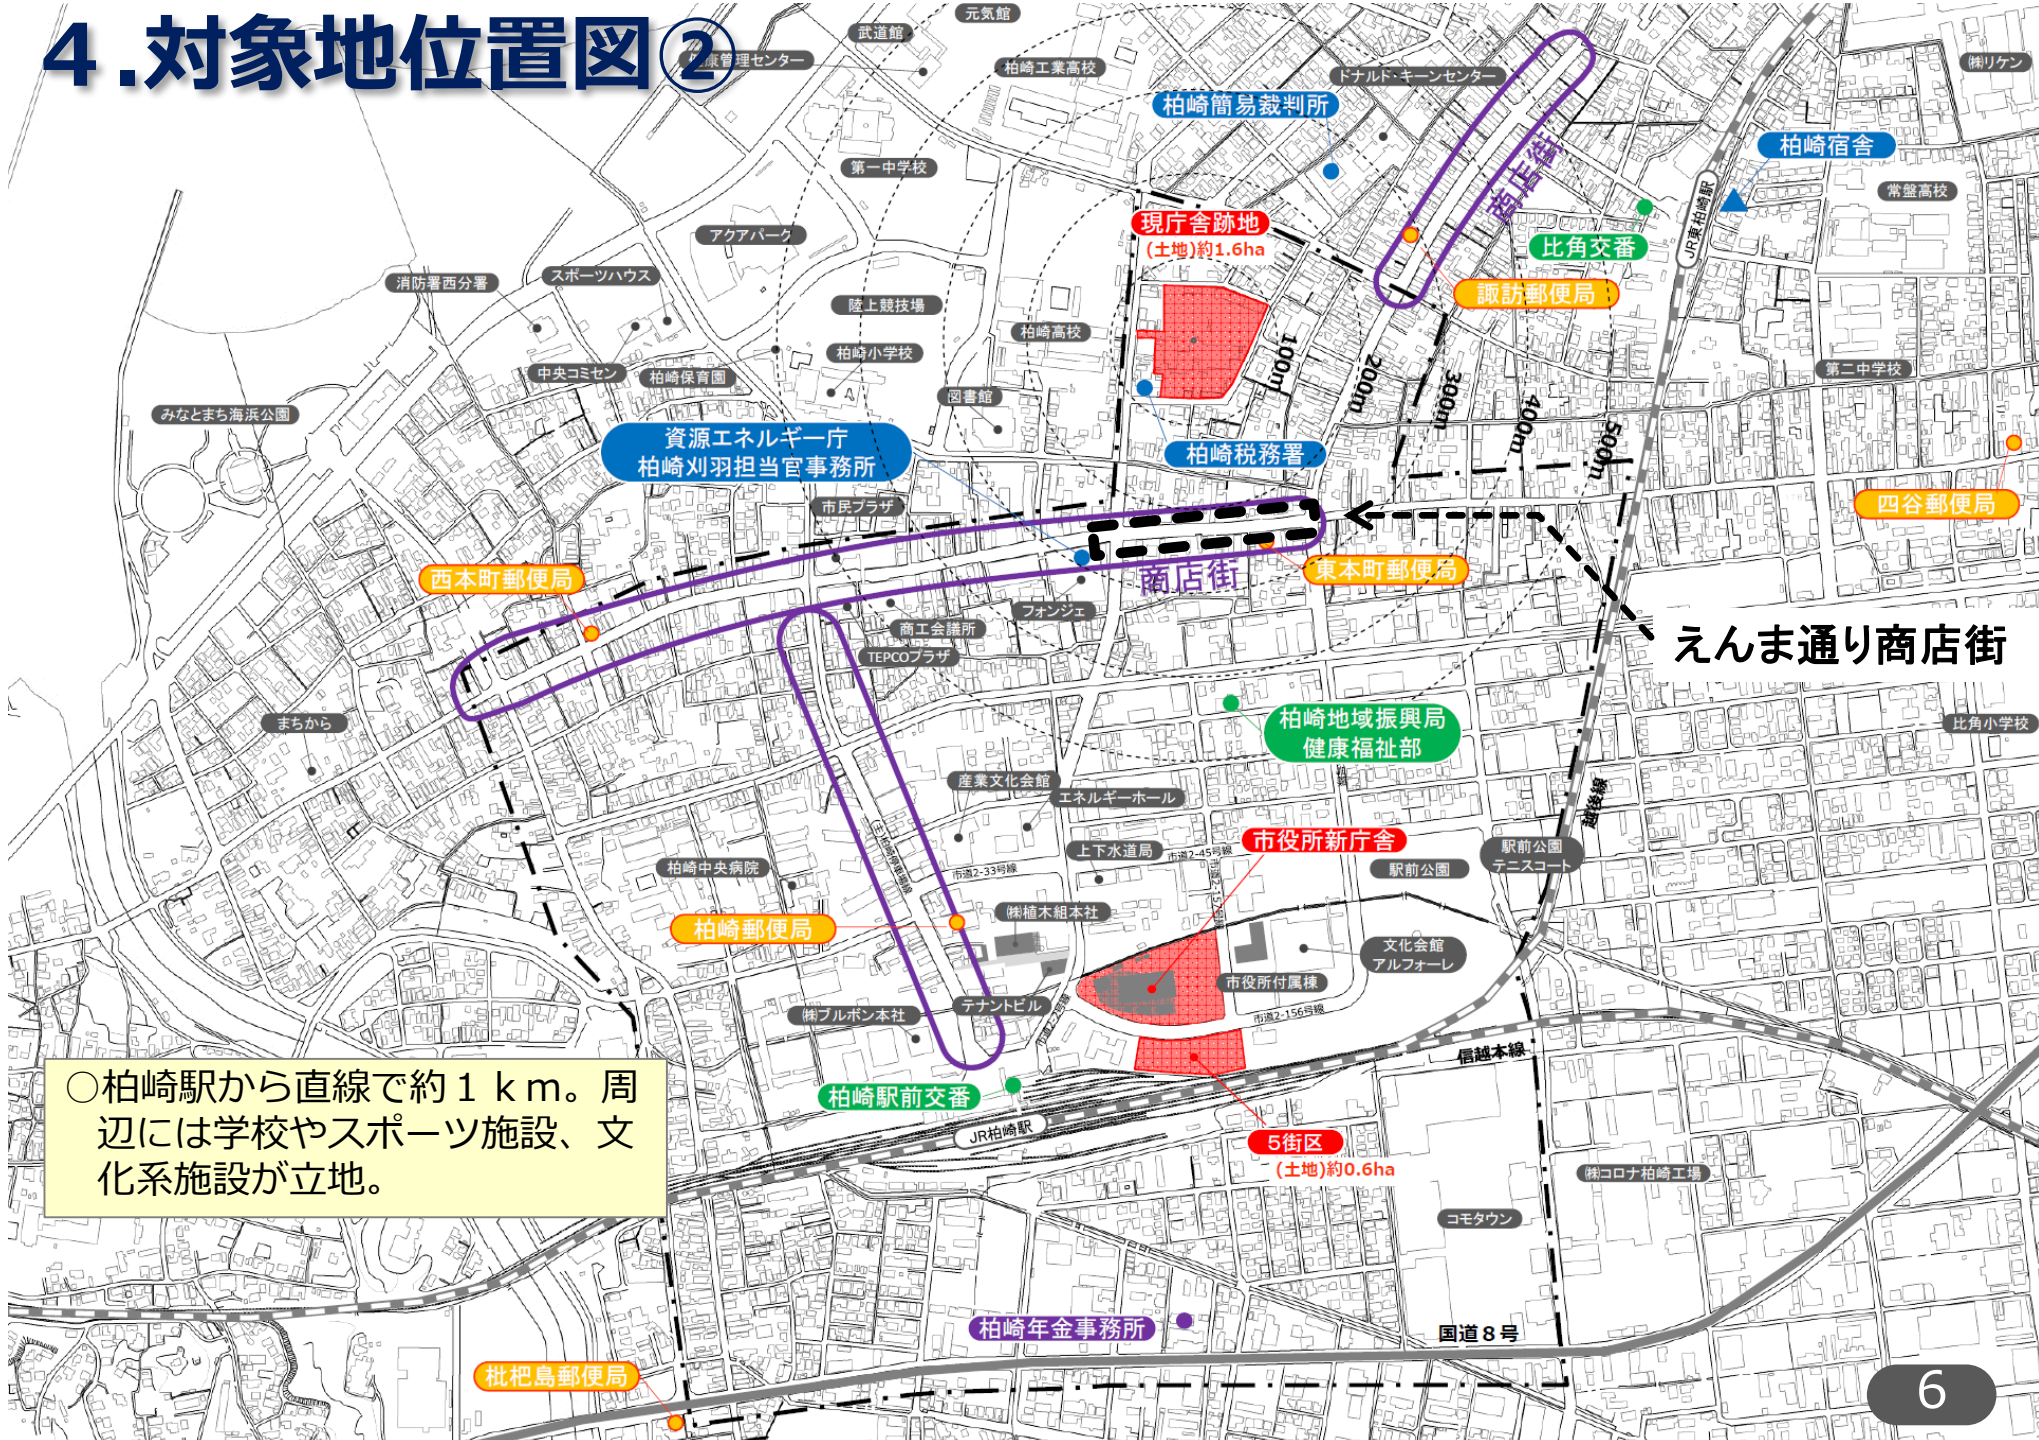 ４.対象地位置図②
元気館
武道館
健康管理センター
柏崎工業高校
ドナルド・キーンセンター
㈱リケン
柏崎簡易裁判所
柏崎宿舎
第一中学校
商店街
常盤高校
JR東柏崎駅
現庁舎跡地
(土地)約1.6ha
アクアパーク
比角交番
消防署西分署
スポーツハウス
諏訪郵便局
陸上競技場
柏崎高校
柏崎小学校
100m
200m
300m
400m
500m
中央コミセン
柏崎保育園
第二中学校
図書館
みなとまち海浜公園
資源エネルギー庁
柏崎刈羽担当官事務所
柏崎税務署
市民プラザ
四谷郵便局
西本町郵便局
東本町郵便局
商店街
フォンジェ
商工会議所
TEPCOプラザ
えんま通り商店街
まちから
柏崎地域振興局
健康福祉部
比角小学校
産業文化会館
エネルギーホール
越後線
市役所新庁舎
上下水道局
市道2-45号線
駅前公園
テニスコート
駅前公園
柏崎中央病院
市道2-33号線
㈱植木組本社
柏崎郵便局
文化会館
アルフォーレ
市役所付属棟
テナントビル
㈱ブルボン本社
市道2-156号線
信越本線
○柏崎駅から直線で約１ｋｍ。周
辺には学校やスポーツ施設、文
化系施設が立地。
柏崎駅前交番
JR柏崎駅
5街区
(土地)約0.6ha
㈱コロナ柏崎工場
コモタウン
柏崎年金事務所
国道８号
枇杷島郵便局
6